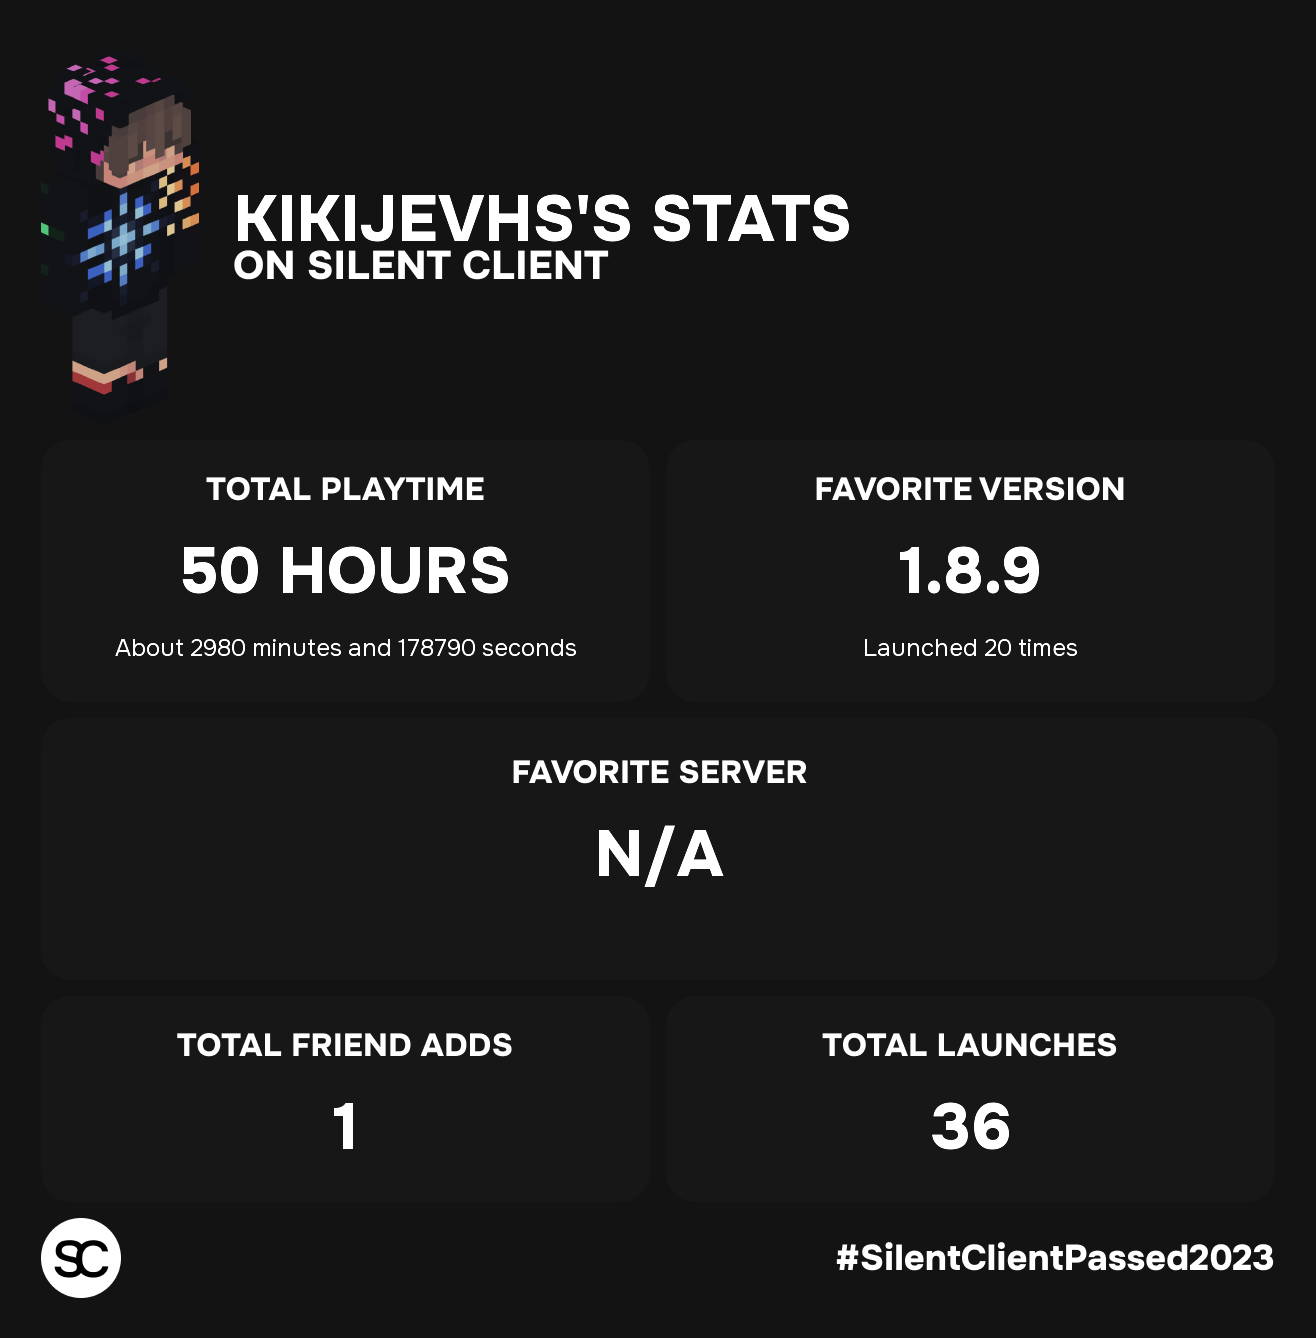 KIKIJEVHS'S STATS
ON SILENT CLIENT
TOTAL PLAYTIME
50 HOURS
About 2980 minutes and 178790 seconds
FAVORITE VERSION
1.8.9
Launched 20 times
FAVORITE SERVER
N/A
TOTAL FRIEND ADDS
1
TOTAL LAUNCHES
36
SC
#SilentClientPassed2023